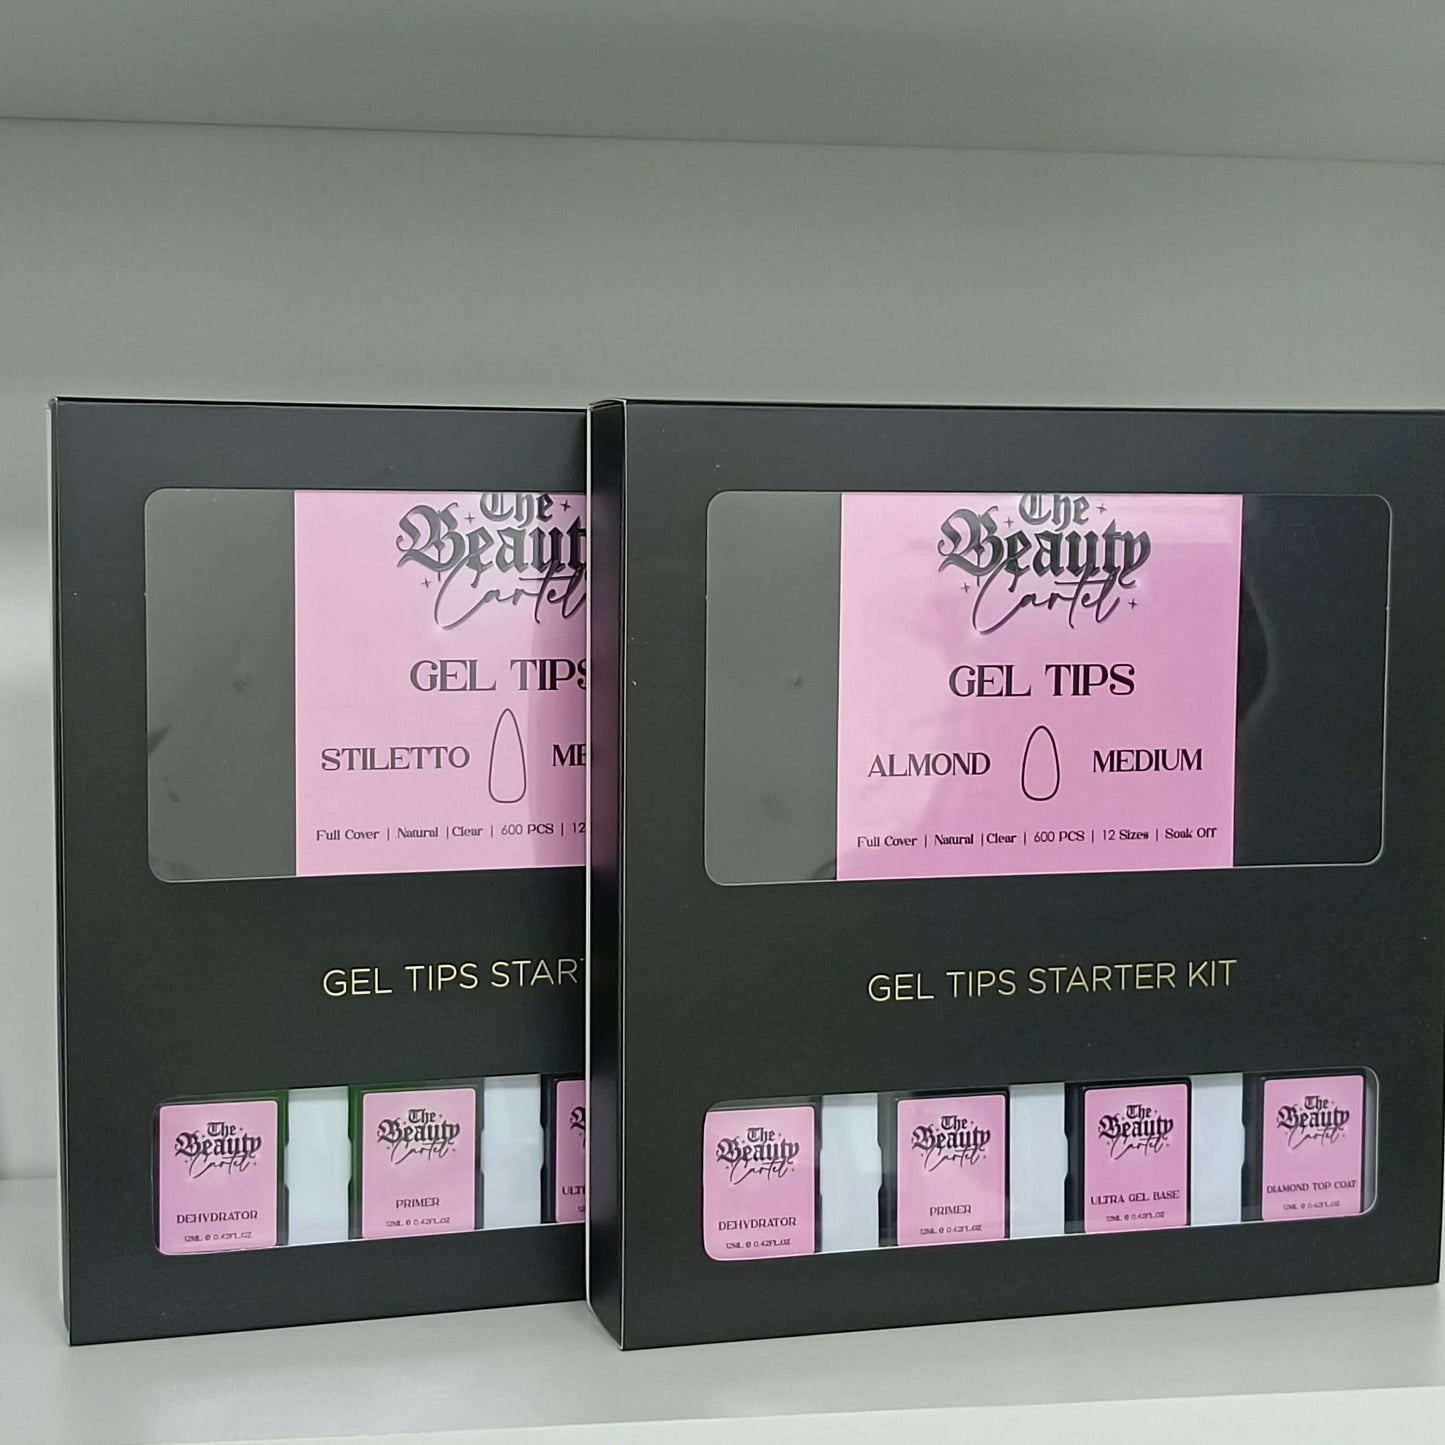 The
Beaut
Cartel
GEL TIPS
STILETTO
Full Cover | Natural | Clear | 600 PCS | 12
GEL TIPS STAR
The
Beauty
Cartel
DEHYDRATOR
12ML e 0.42FL.OZ
The
Beauty
Cartel
PRIMER
12ML e 0.42FL.OZ
The
Beauty
Cartel
GEL TIPS
ALMOND MEDIUM
Full Cover | Natural | Clear | 600 PCS | 12 Sizes | Soak Off
GEL TIPS STARTER KIT
The
Beauty
Cartel
DEHYDRATOR
12ML e 0.42FL.OZ
The
Beauty
Cartel
PRIMER
12ML e 0.42FL.OZ
The
Beauty
Cartel
ULTRA GEL BASE
12ML e 0.42FL.OZ
The
Beauty
Cartel
DIAMOND TOP COAT
12ML e 0.42FL.OZ